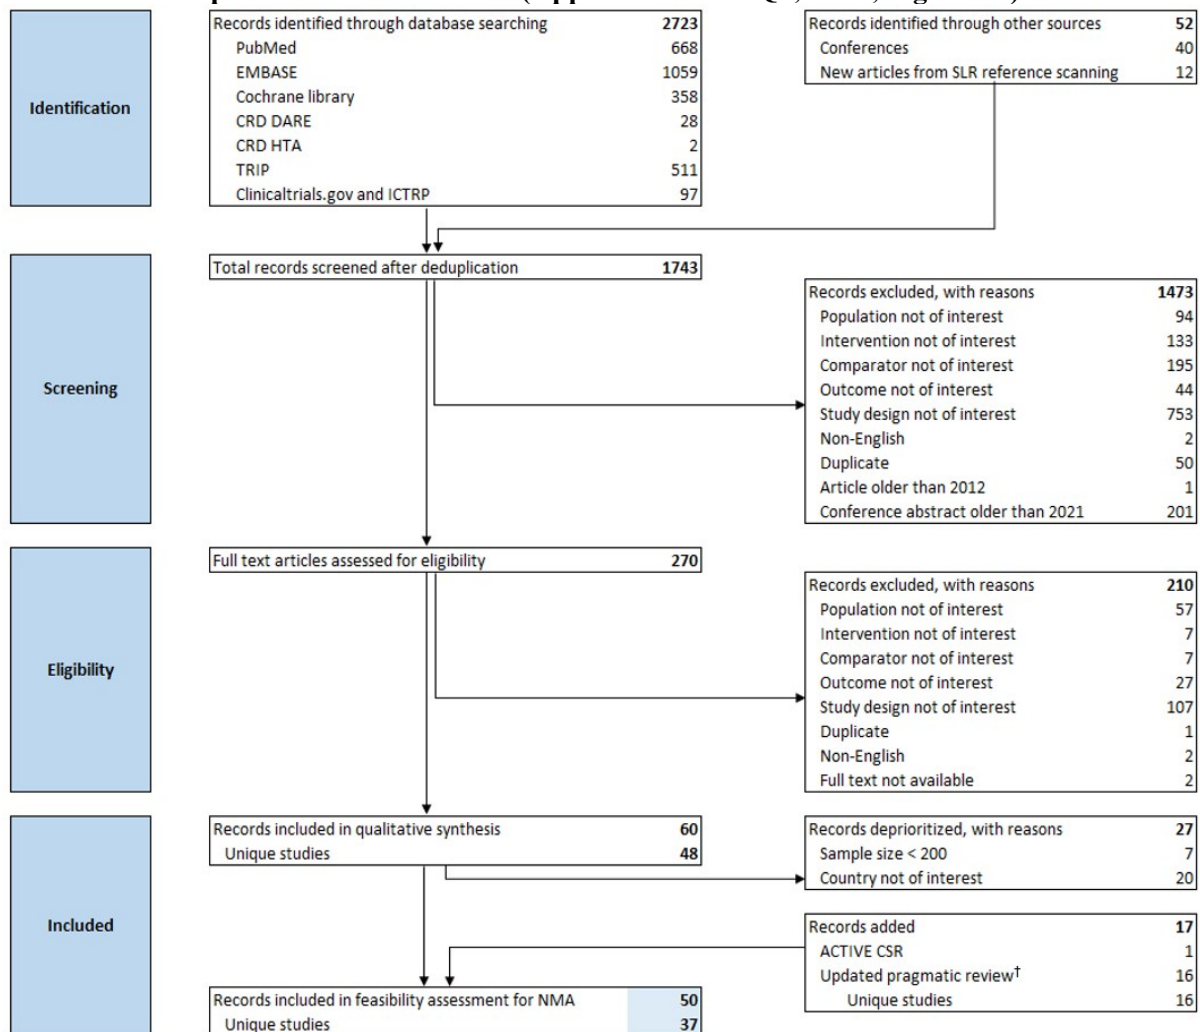 Identification
Records identified through database searching 2723
PubMed 668
EMBASE 1059
Cochrane library 358
CRD DARE 28
CRD HTA 2
TRIP 511
Clinicaltrials.gov and ICTRP 97
Records identified through other sources 52
Conferences 40
New articles from SLR reference scanning 12
Screening
Total records screened after deduplication 1743
Records excluded, with reasons 1473
Population not of interest 94
Intervention not of interest 133
Comparator not of interest 195
Outcome not of interest 44
Study design not of interest 753
Non-English 2
Duplicate 50
Article older than 2012 1
Conference abstract older than 2021 201
Eligibility
Full text articles assessed for eligibility 270
Records excluded, with reasons 210
Population not of interest 57
Intervention not of interest 7
Comparator not of interest 7
Outcome not of interest 27
Study design not of interest 107
Duplicate 1
Non-English 2
Full text not available 2
Included
Records included in qualitative synthesis 60
Unique studies 48
Records deprioritized, with reasons 27
Sample size < 200 7
Country not of interest 20
Records added 17
ACTIVE CSR 1
Updated pragmatic review† 16
Unique studies 16
Records included in feasibility assessment for NMA 50
Unique studies 37